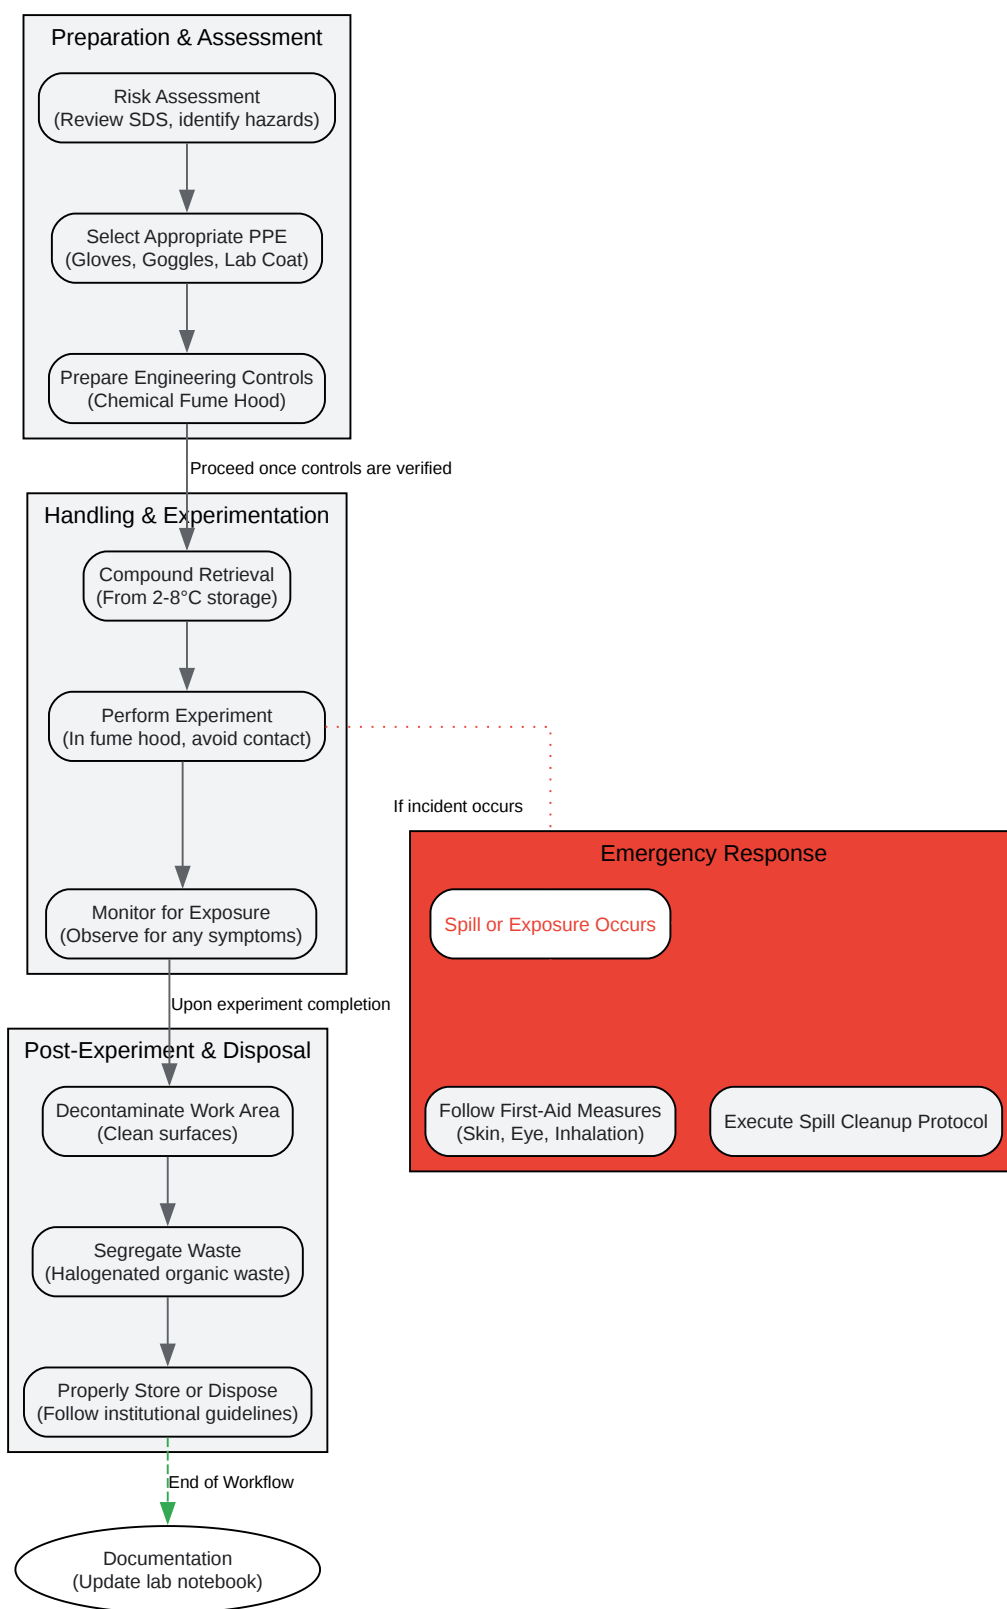 Preparation & Assessment
Risk Assessment
(Review SDS, identify hazards)
Select Appropriate PPE
(Gloves, Goggles, Lab Coat)
Prepare Engineering Controls
(Chemical Fume Hood)
Proceed once controls are verified
Handling & Experimentation
Compound Retrieval
(From 2-8°C storage)
Perform Experiment
(In fume hood, avoid contact)
If incident occurs
Emergency Response
Monitor for Exposure
(Observe for any symptoms)
Spill or Exposure Occurs
Upon experiment completion
Post-Experiment & Disposal
Decontaminate Work Area
(Clean surfaces)
Follow First-Aid Measures
(Skin, Eye, Inhalation)
Execute Spill Cleanup Protocol
Segregate Waste
(Halogenated organic waste)
Properly Store or Dispose
(Follow institutional guidelines)
End of Workflow
Documentation
(Update lab notebook)